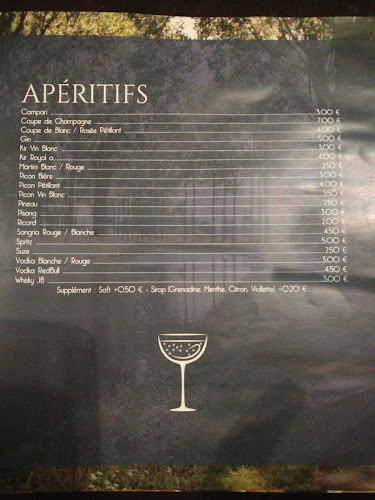 APÉRITIFS
Campari 3.00 €
Coupe de Champagne 7.00 €
Coupe de Blanc / Rosée Pétillant 4.00 €
Gin 3.00 €
Kir Vin Blanc 3.00 €
Kir Royal a 4.00 €
Martini Blanc / Rouge 2.50 €
Picon Bière 3.00 €
Picon Pétillant 4.00 €
Picon Vin Blanc 3.50 €
Pineau 2.50 €
Pisang 3.00 €
Ricard 2.00 €
Sangria Rouge / Blanche 4.50 €
Spritz 5.00 €
Suze 2.50 €
Vodka Blanche / Rouge 3.00 €
Vodka RedBull 4.50 €
Whisky JB 3.00 €
Supplément : Soft +0.50 € - Sirop (Grenadine, Menthe, Citron, Viollette) +0.20 €